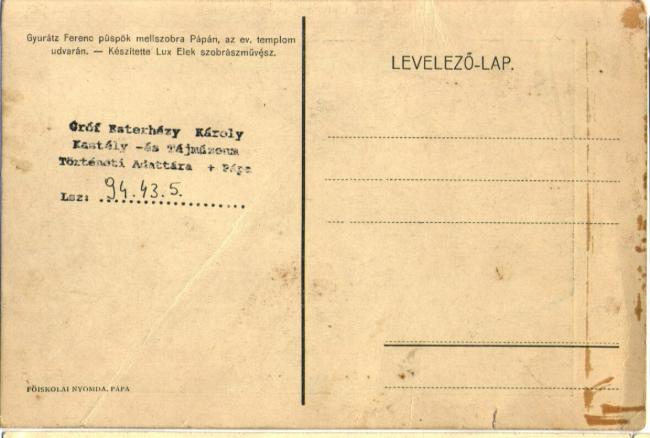 Gyurátz Ferenc püspök mellszobra Pápán, az ev. templom
udvarán. — Készítette Lux Elek szobrászművész.
LEVELEZŐ-LAP.
Gróf Esterházy Károly
Kastély -és Tájmúzeum
Történeti Adattára + Pápa
Lsz: 94.43.5.
FŐISKOLAI NYOMDA, PÁPA